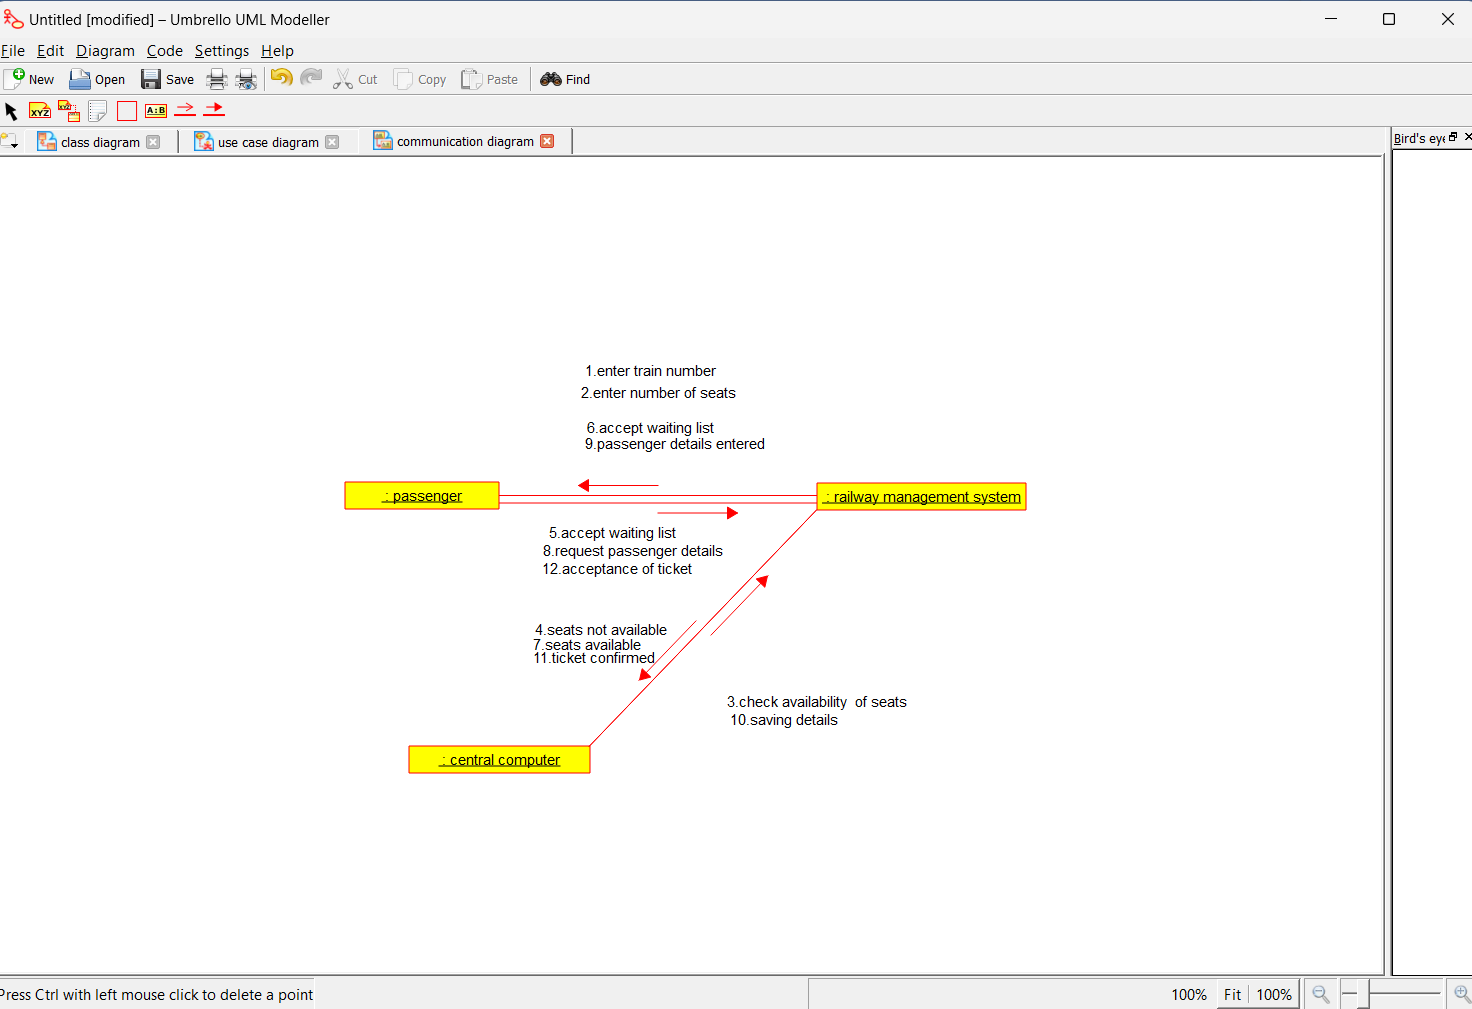 Untitled [modified] – Umbrello UML Modeller
File Edit Diagram Code Settings Help
New Open Save Cut Copy Paste Find
XYZ XYZ A:B
class diagram use case diagram communication diagram
Bird's eye
1.enter train number
2.enter number of seats
6.accept waiting list
9.passenger details entered
: passenger
: railway management system
5.accept waiting list
8.request passenger details
12.acceptance of ticket
4.seats not available
7.seats available
11.ticket confirmed
3.check availability  of seats
10.saving details
: central computer
Press Ctrl with left mouse click to delete a point
100% Fit 100%